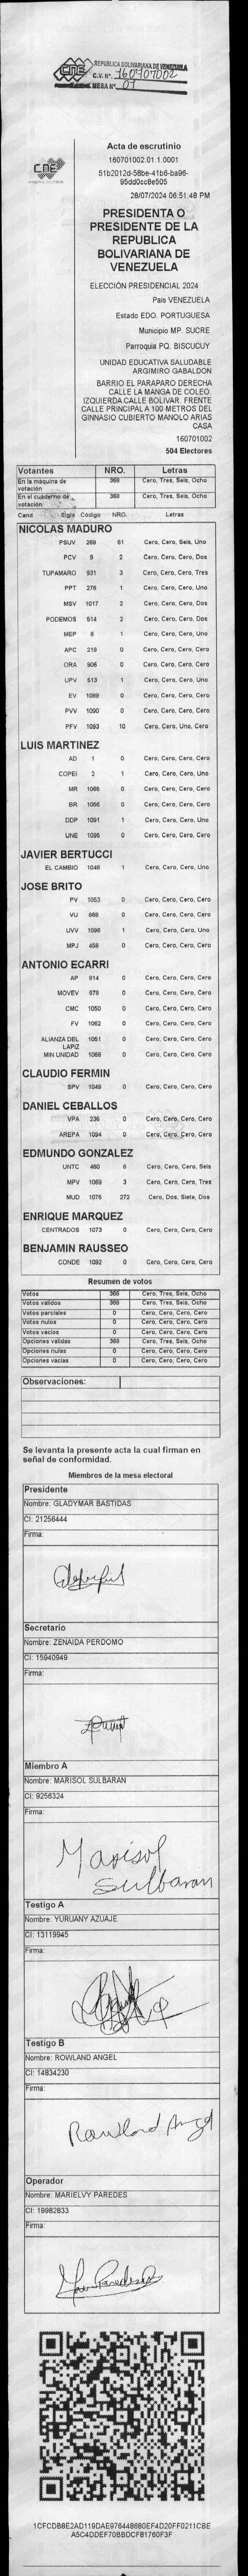 CNE
REPUBLICA BOLIVARIANA DE VENEZUELA
C.V. Nº. 160701002
MESA Nº. 01
CNE
Acta de escrutinio
160701002.01.1.0001
51b2012d-58be-41b6-ba96-
95dd0cc8e505
28/07/2024 06:51:48 PM
PRESIDENTA O
PRESIDENTE DE LA
REPUBLICA
BOLIVARIANA DE
VENEZUELA
ELECCIÓN PRESIDENCIAL 2024
Pais VENEZUELA
Estado EDO. PORTUGUESA
Municipio MP. SUCRE
Parroquia PQ. BISCUCUY
UNIDAD EDUCATIVA SALUDABLE
ARGIMIRO GABALDON
BARRIO EL PARAPARO DERECHA
CALLE LA MANGA DE COLEO.
IZQUIERDA CALLE BOLIVAR. FRENTE
CALLE PRINCIPAL A 100 METROS DEL
GINNASIO CUBIERTO MANOLO ARIAS
CASA
160701002
504 Electores
Votantes NRO. Letras
En la máquina de votación 368 Cero, Tres, Seis, Ocho
En el cuaderno de votación 368 Cero, Tres, Seis, Ocho
Cand Sigls Código NRO. Letras
NICOLAS MADURO
PSUV 269 61 Cero, Cero, Seis, Uno
PCV 9 2 Cero, Cero, Cero, Dos
TUPAMARO 931 3 Cero, Cero, Cero, Tres
PPT 276 1 Cero, Cero, Cero, Uno
MSV 1017 2 Cero, Cero, Cero, Dos
PODEMOS 514 2 Cero, Cero, Cero, Dos
MEP 6 1 Cero, Cero, Cero, Uno
APC 219 0 Cero, Cero, Cero, Cero
ORA 906 0 Cero, Cero, Cero, Cero
UPV 513 1 Cero, Cero, Cero, Uno
EV 1089 0 Cero, Cero, Cero, Cero
PVV 1090 0 Cero, Cero, Cero, Cero
PFV 1093 10 Cero, Cero, Uno, Cero
LUIS MARTINEZ
AD 1 0 Cero, Cero, Cero, Cero
COPEI 2 1 Cero, Cero, Cero, Uno
MR 1065 0 Cero, Cero, Cero, Cero
BR 1066 0 Cero, Cero, Cero, Cero
DDP 1091 1 Cero, Cero, Cero, Uno
UNE 1095 0 Cero, Cero, Cero, Cero
JAVIER BERTUCCI
EL CAMBIO 1048 1 Cero, Cero, Cero, Uno
JOSE BRITO
PV 1053 0 Cero, Cero, Cero, Cero
VU 868 0 Cero, Cero, Cero, Cero
UVV 1096 1 Cero, Cero, Cero, Uno
MPJ 458 0 Cero, Cero, Cero, Cero
ANTONIO ECARRI
AP 814 0 Cero, Cero, Cero, Cero
MOVEV 878 0 Cero, Cero, Cero, Cero
CMC 1050 0 Cero, Cero, Cero, Cero
FV 1062 0 Cero, Cero, Cero, Cero
ALIANZA DEL LAPIZ 1051 0 Cero, Cero, Cero, Cero
MIN UNIDAD 1068 0 Cero, Cero, Cero, Cero
CLAUDIO FERMIN
SPV 1049 0 Cero, Cero, Cero, Cero
DANIEL CEBALLOS
VPA 236 0 Cero, Cero, Cero, Cero
AREPA 1094 0 Cero, Cero, Cero, Cero
EDMUNDO GONZALEZ
UNTC 460 6 Cero, Cero, Cero, Seis
MPV 1069 3 Cero, Cero, Cero, Tres
MUD 1075 272 Cero, Dos, Siete, Dos
ENRIQUE MARQUEZ
CENTRADOS 1073 0 Cero, Cero, Cero, Cero
BENJAMIN RAUSSEO
CONDE 1092 0 Cero, Cero, Cero, Cero
Resumen de votos
Votos 368 Cero, Tres, Seis, Ocho
Votos validos 368 Cero, Tres, Seis, Ocho
Votos parciales 0 Cero, Cero, Cero, Cero
Votos nulos 0 Cero, Cero, Cero, Cero
Votos vacios 0 Cero, Cero, Cero, Cero
Opciones validas 368 Cero, Tres, Seis, Ocho
Opciones nulas 0 Cero, Cero, Cero, Cero
Opciones vacias 0 Cero, Cero, Cero, Cero
Observaciones:
Se levanta la presente acta la cual firman en
señal de conformidad.
Miembros de la mesa electoral
Presidente
Nombre: GLADYMAR BASTIDAS
CI: 21256444
Firma:
Secretario
Nombre: ZENAIDA PERDOMO
CI: 15940949
Firma:
Miembro A
Nombre: MARISOL SULBARAN
CI: 9256324
Firma:
Marisol
Sulbaran
Testigo A
Nombre: YURUANY AZUAJE
CI: 13119945
Firma:
Testigo B
Nombre: ROWLAND ANGEL
CI: 14834230
Firma:
Rowland Angel
Operador
Nombre: MARIELVY PAREDES
CI: 19982833
Firma:
1CFCDB8E2AD119DAE976448680EF4D20FF0211CBE
A5C4DDEF70BBDCF81760F3F